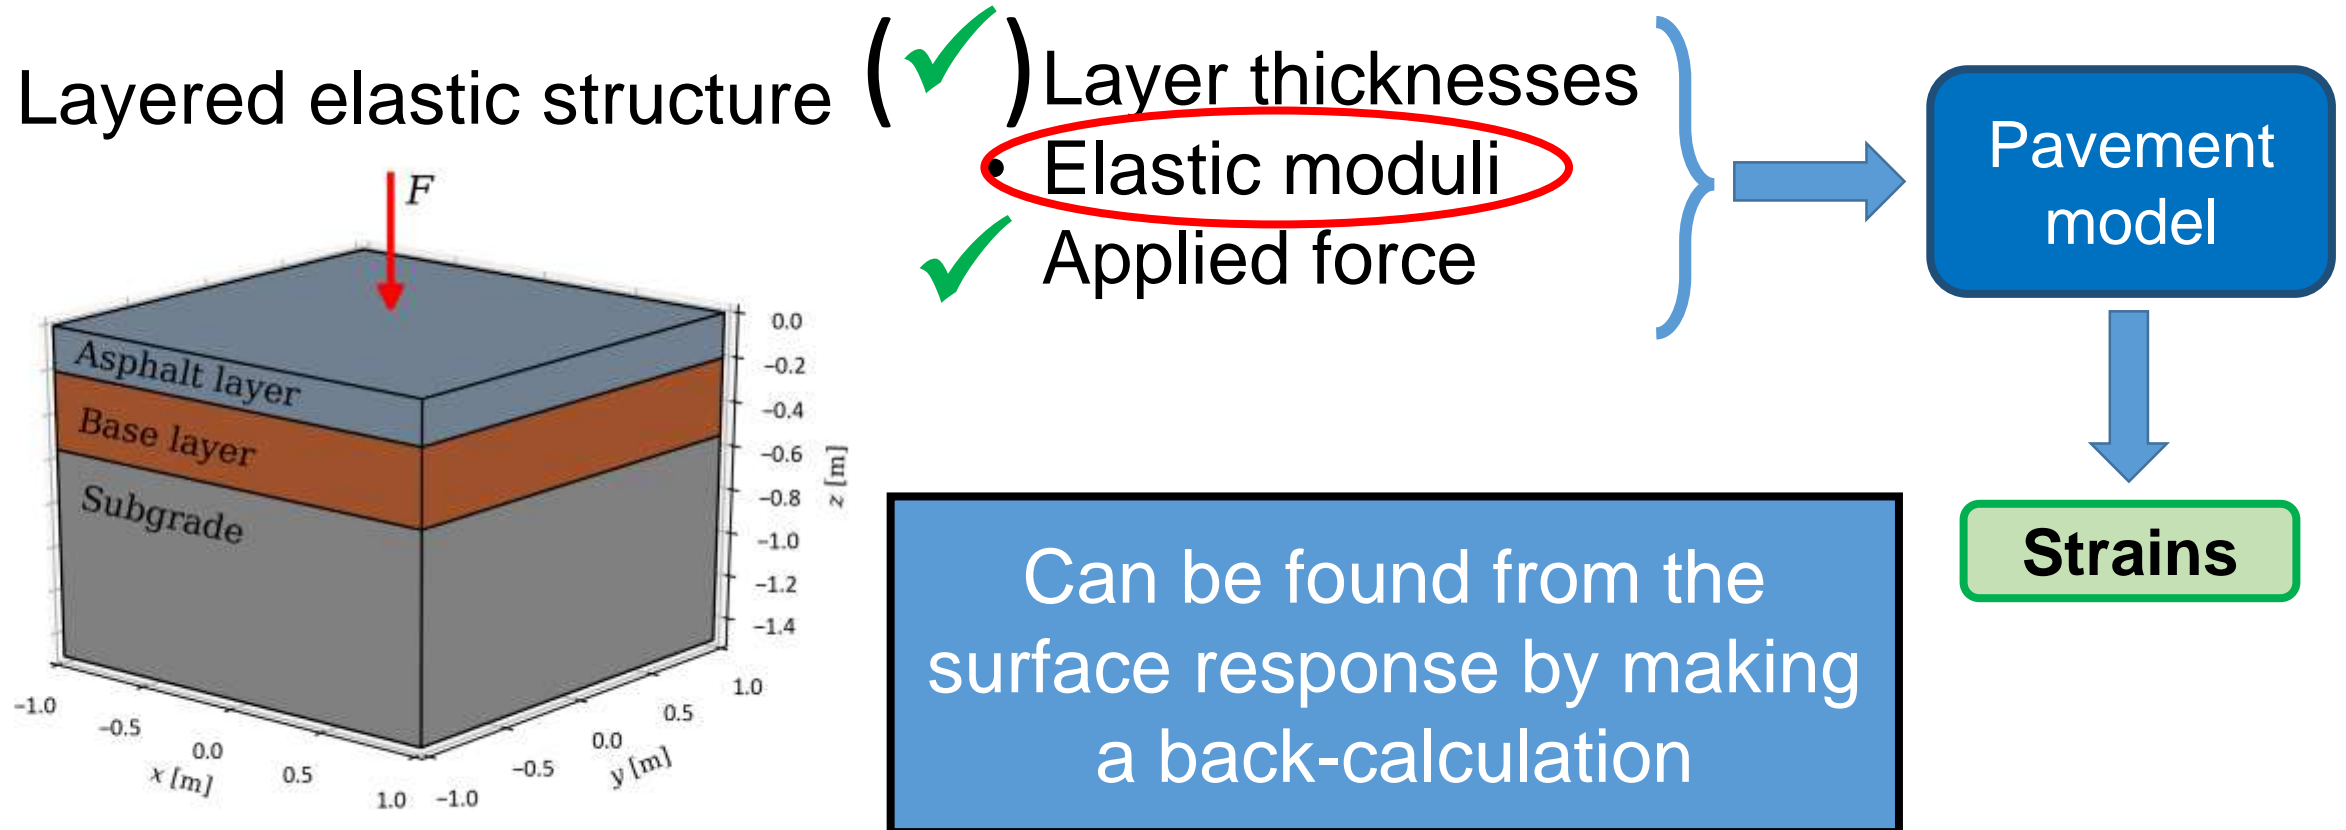 Layered elastic structure
(✓) Layer thicknesses
• Elastic moduli
✓ Applied force
Pavement
model
Strains
Can be found from the
surface response by making
a back-calculation
F
Asphalt layer
Base layer
Subgrade
0.0
−0.2
−0.4
−0.6
−0.8
−1.0
−1.2
−1.4
z [m]
−1.0
−0.5
0.0
0.5
1.0
x [m]
−1.0
−0.5
0.0
0.5
1.0
y [m]